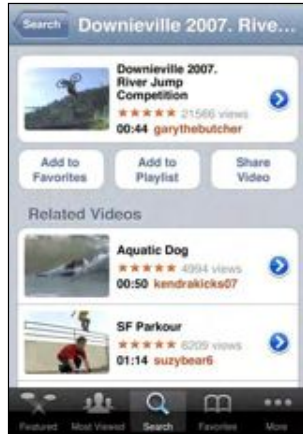 Search
Downieville 2007. Rive...
Downieville 2007.
River Jump
Competition
21566 views
00:44 garythebutcher
Add to
Favorites
Add to
Playlist
Share
Video
Related Videos
Aquatic Dog
4994 views
00:50 kendrakicks07
SF Parkour
6209 views
01:14 suzybear6
Featured
Most Viewed
Search
Favorites
More